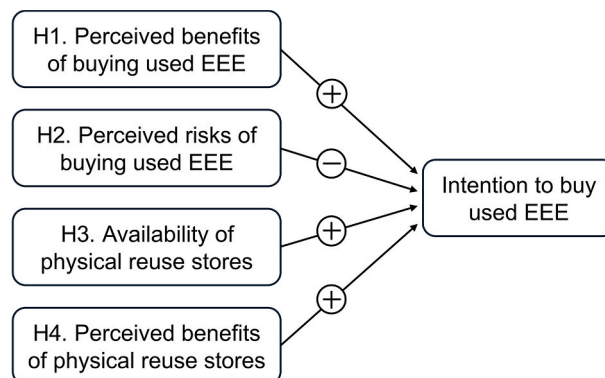 H1. Perceived benefits
of buying used EEE
+
H2. Perceived risks of
buying used EEE
−
Intention to buy
used EEE
H3. Availability of
physical reuse stores
+
H4. Perceived benefits
of physical reuse stores
+